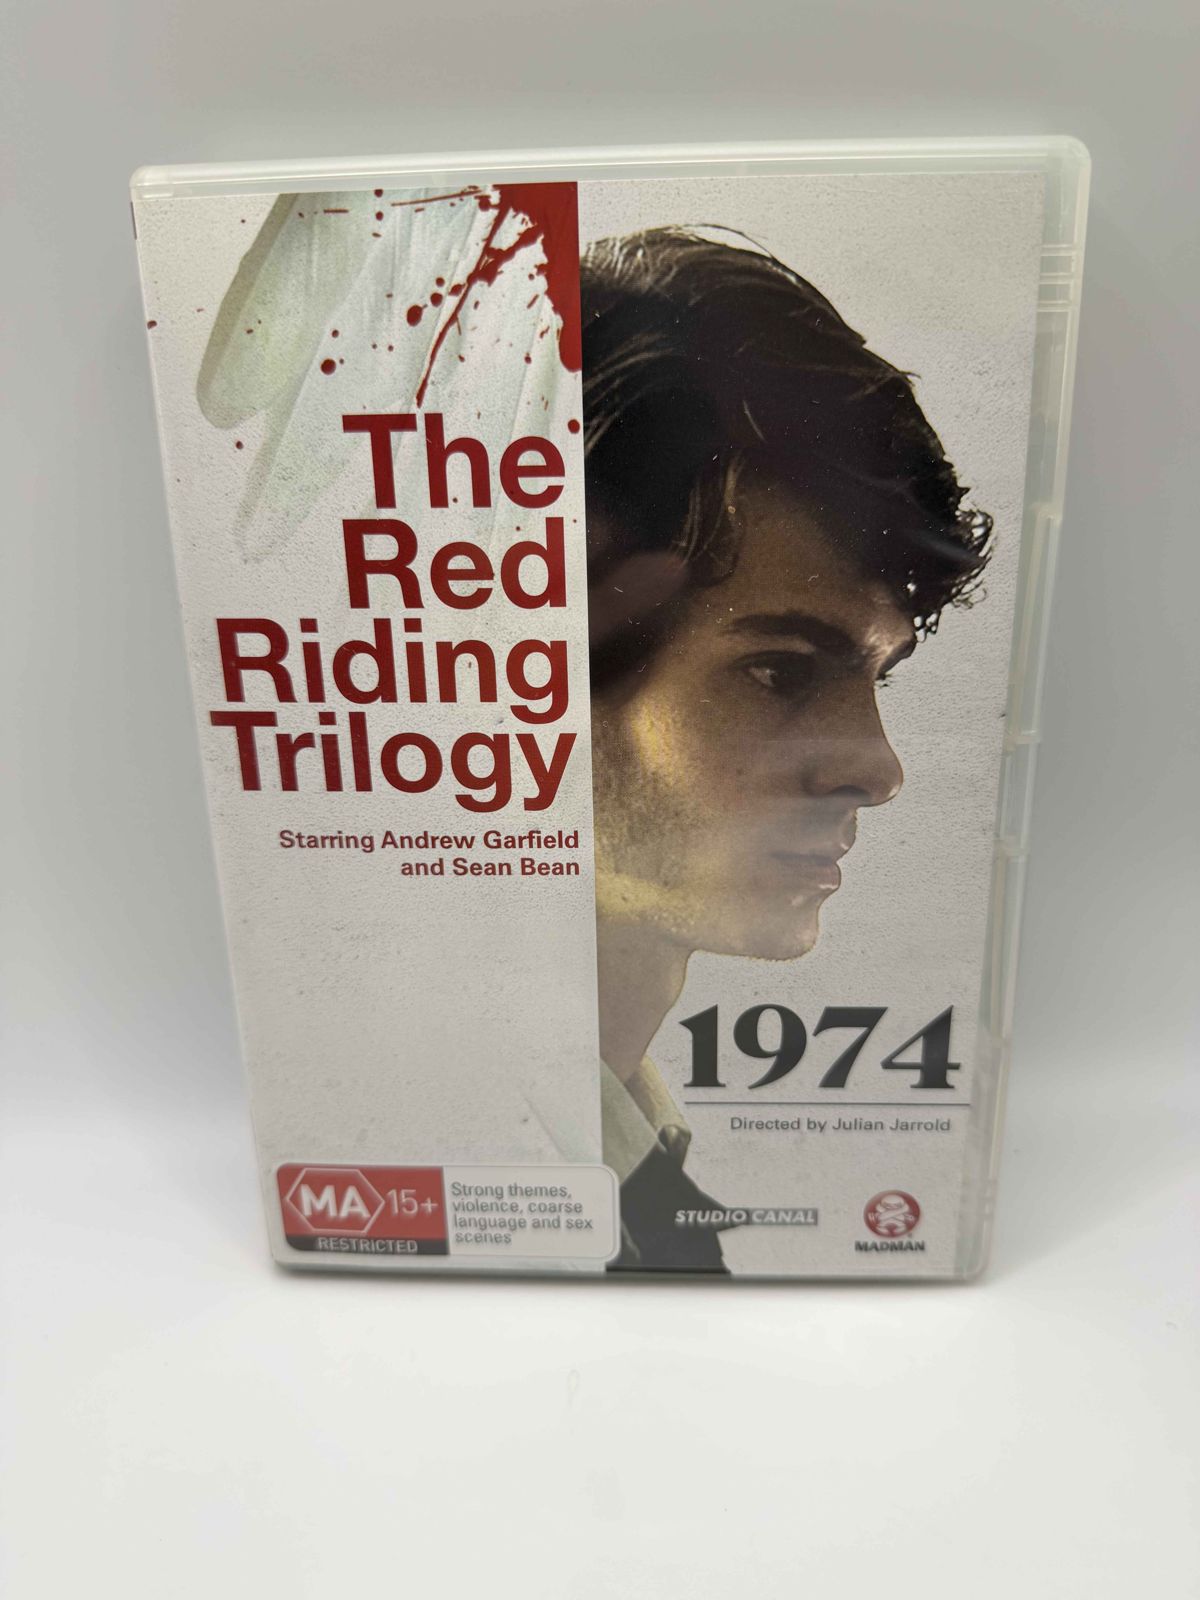 The
Red
Riding
Trilogy
Starring Andrew Garfield
and Sean Bean
1974
Directed by Julian Jarrold
MA 15+
RESTRICTED
Strong themes,
violence, coarse
language and sex
scenes
STUDIO CANAL
MADMAN